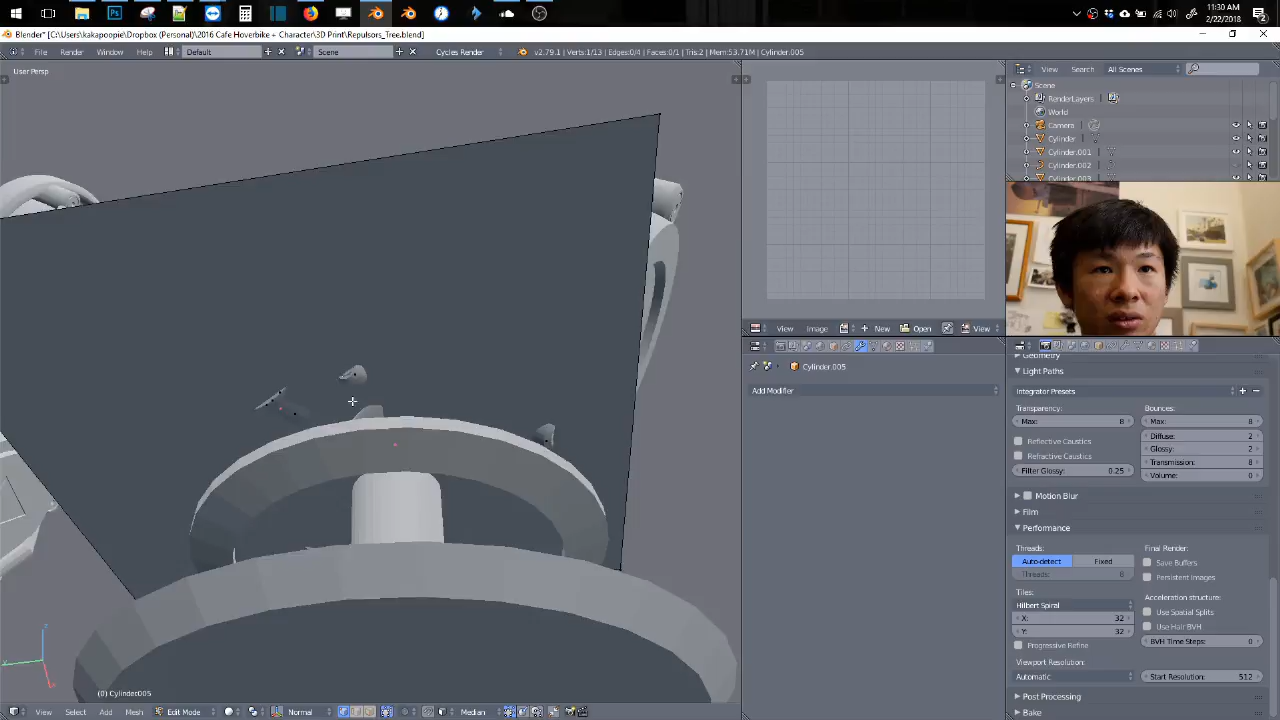 11:30 AM
2/22/2018
Blender* [C:\Dropbox (Personal)\2016 Cafe Hoverbike + Character\3D Print\Repulsors_Tree.blend]
File Render Window Help Default Scene Cycles Render v2.79.1 | Verts:1/13 | Edges:0/4 | Faces:0/1 | Tris:2 | Mem:53.71M | Cylinder.005
View Search All Scenes
User Persp
Scene
RenderLayers
World
Camera
Cylinder
Cylinder.001
Cylinder.002
Cylinder.003
View Image New Open View
Cylinder.005
Add Modifier
Geometry
Light Paths
Integrator Presets
Transparency: Bounces:
Max: 8 Max: 8
Reflective Caustics Diffuse: 2
Refractive Caustics Glossy: 2
Filter Glossy: 0.25 Transmission: 8
Volume: 0
Motion Blur
Film
Performance
Threads: Final Render:
Auto-detect Fixed Save Buffers
Threads: 8 Persistent Images
Tiles: Acceleration structure:
Hilbert Spiral Use Spatial Splits
X: 32 Use Hair BVH
Y: 32 BVH Time Steps: 0
Progressive Refine
Viewport Resolution:
Automatic Start Resolution: 512
Post Processing
Bake
(0) Cylinder.005
View Select Add Mesh Edit Mode Normal Median